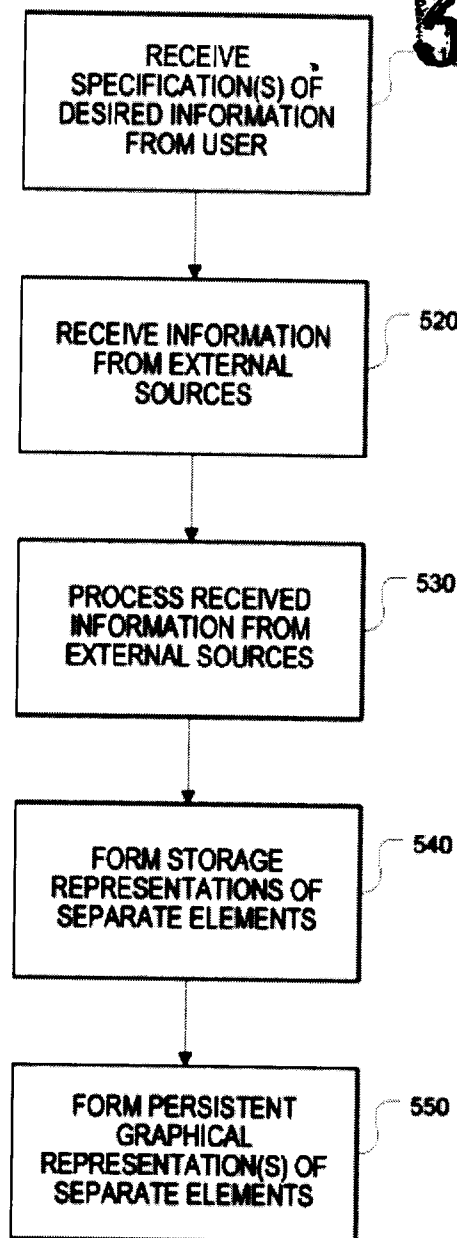 RECEIVE
SPECIFICATION(S) OF
DESIRED INFORMATION
FROM USER
RECEIVE INFORMATION
FROM EXTERNAL
SOURCES
520
PROCESS RECEIVED
INFORMATION FROM
EXTERNAL SOURCES
530
FORM STORAGE
REPRESENTATIONS OF
SEPARATE ELEMENTS
540
FORM PERSISTENT
GRAPHICAL
REPRESENTATION(S) OF
SEPARATE ELEMENTS
550